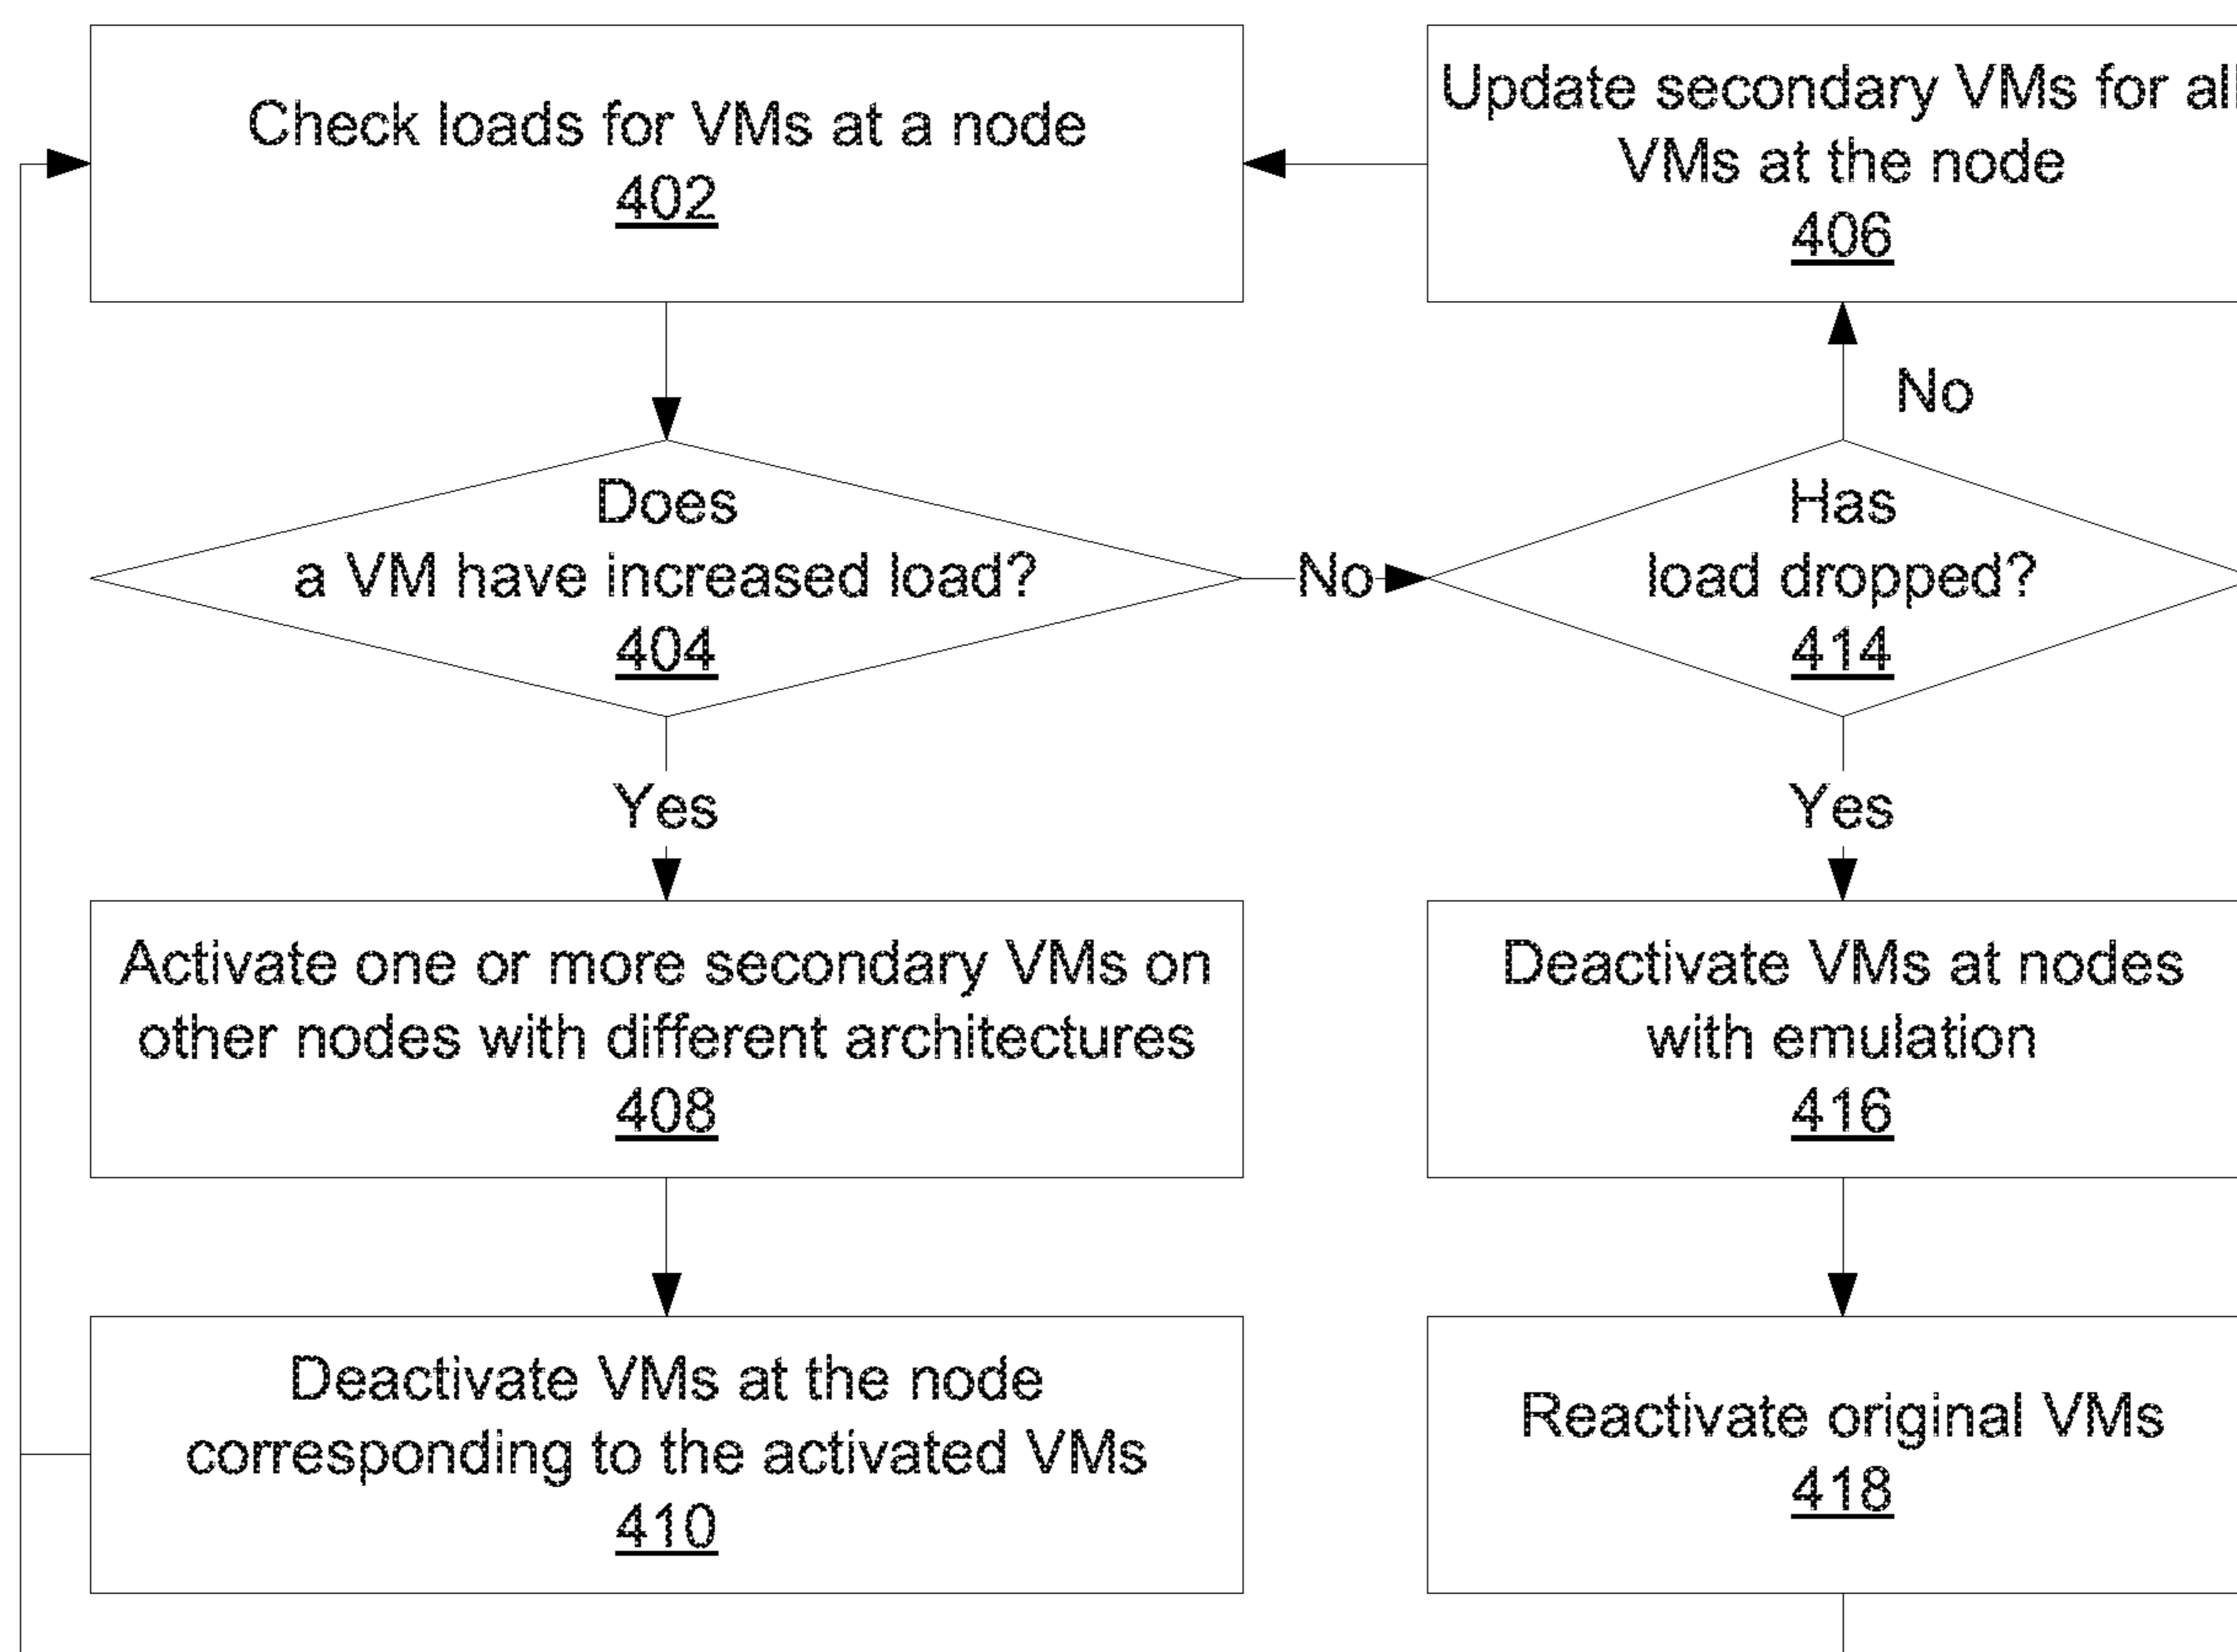 Check loads for VMs at a node
402
Update secondary VMs for all
VMs at the node
406
Does
a VM have increased load?
404
No
Has
load dropped?
414
No
Yes
Yes
Activate one or more secondary VMs on
other nodes with different architectures
408
Deactivate VMs at nodes
with emulation
416
Deactivate VMs at the node
corresponding to the activated VMs
410
Reactivate original VMs
418